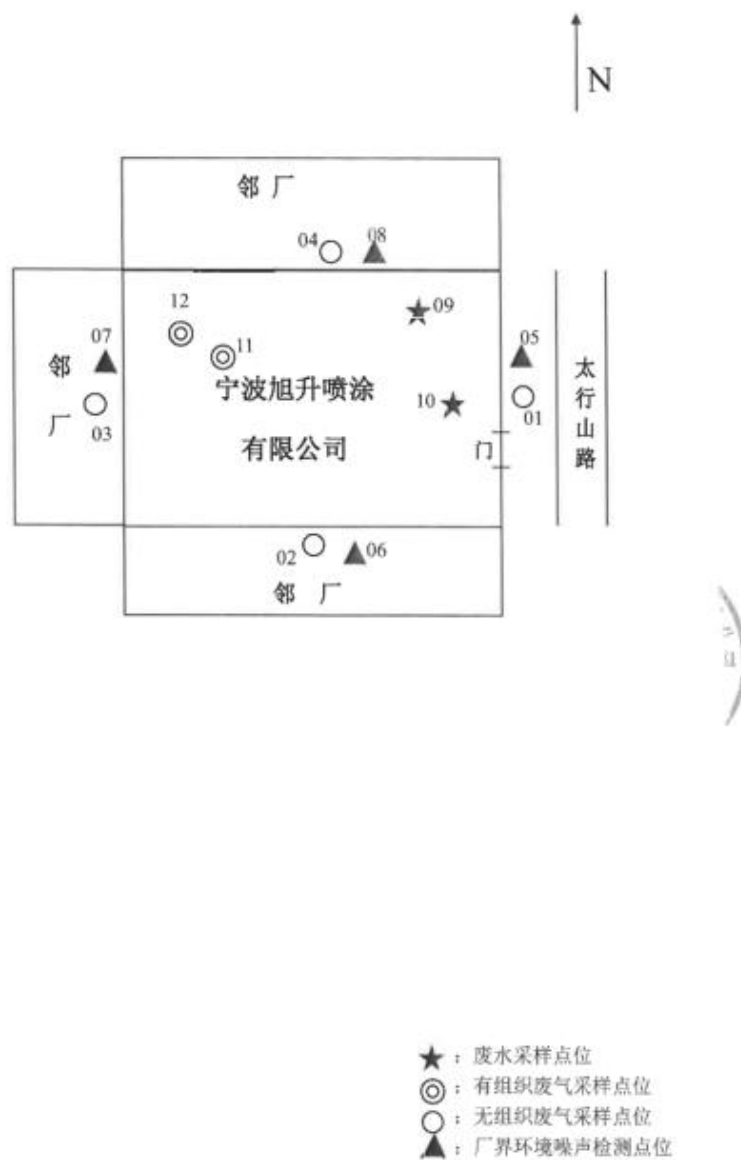 N
邻 厂
04
08
12
09
07
11
05
邻
厂
宁波旭升喷涂
有限公司
10
03
01
门
太
行
山
路
02
06
邻 厂
★：废水采样点位
◎：有组织废气采样点位
○：无组织废气采样点位
▲：厂界环境噪声检测点位